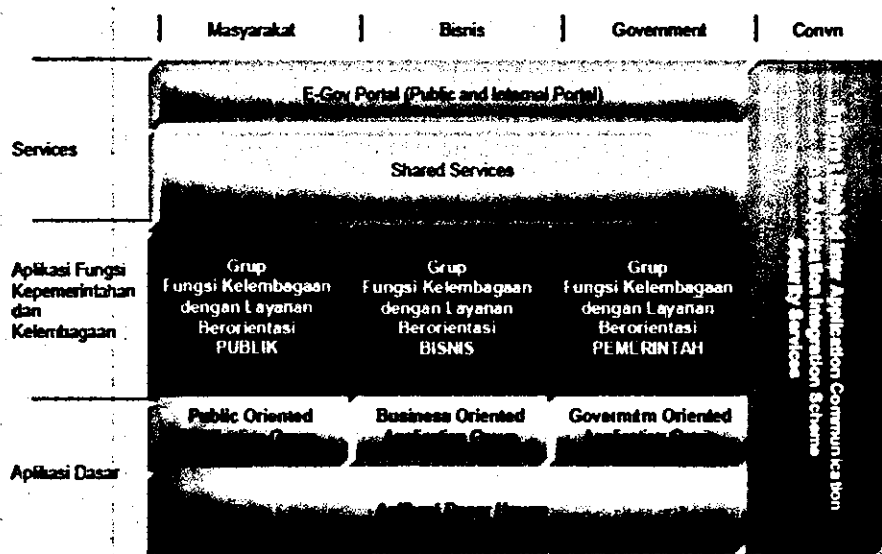 Masyarakat
Bisnis
Government
Convn
E-Gov Portal (Public and Internal Portal)
Services
Shared Services
Aplikasi Fungsi
Kepemerintahan
dan
Kelembagaan
Grup
Fungsi Kelembagaan
dengan Layanan
Berorientasi
PUBLIK
Grup
Fungsi Kelembagaan
dengan Layanan
Berorientasi
BISNIS
Grup
Fungsi Kelembagaan
dengan Layanan
Berorientasi
PEMERINTAH
Application Communication
Application Integration Scheme
Security Services
Public Oriented
Business Oriented
Govermtm Oriented
Aplikasi Dasar